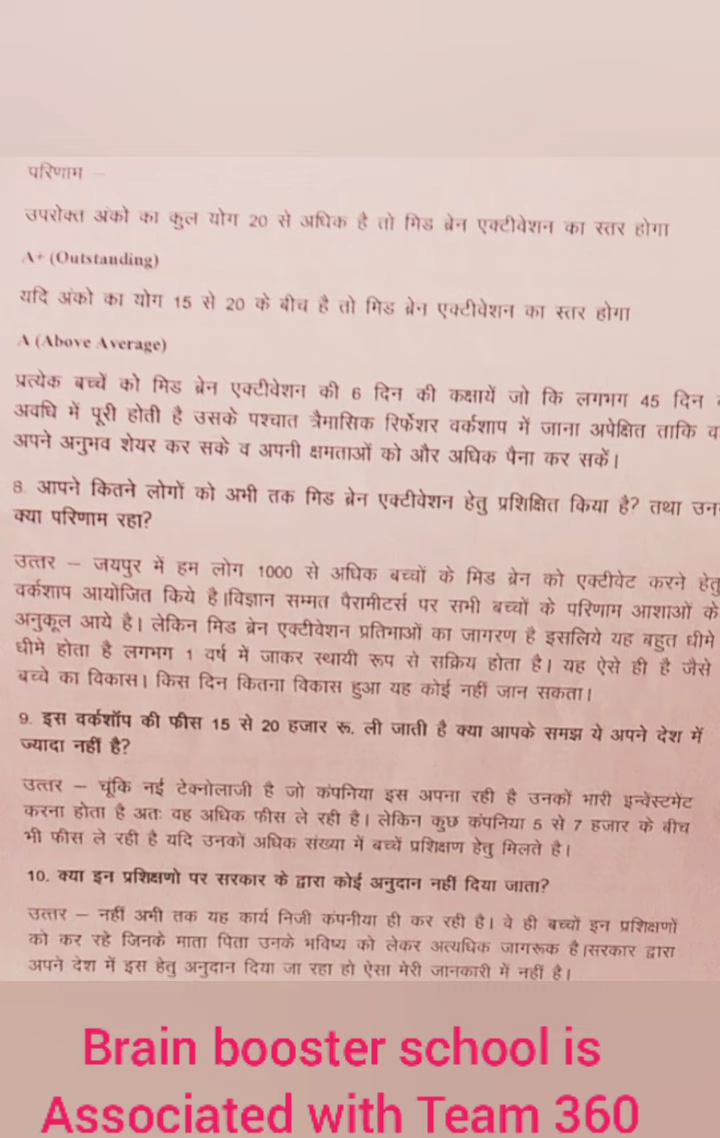 परिणाम –
उपरोक्त अंको का कुल योग 20 से अधिक है तो मिड ब्रेन एक्टीवेशन का स्तर होगा
A+ (Outstanding)
यदि अंको का योग 15 से 20 के बीच है तो मिड ब्रेन एक्टीवेशन का स्तर होगा
A (Above Average)
प्रत्येक बच्चें को मिड ब्रेन एक्टीवेशन की 6 दिन की कक्षायें जो कि लगभग 45 दिन
अवधि में पूरी होती है उसके पश्चात त्रैमासिक रिर्फेशर वर्कशाप में जाना अपेक्षित ताकि
अपने अनुभव शेयर कर सके व अपनी क्षमताओं को और अधिक पैना कर सकें।
8. आपने कितने लोगों को अभी तक मिड ब्रेन एक्टीवेशन हेतु प्रशिक्षित किया है? तथा
क्या परिणाम रहा?
उत्तर – जयपुर में हम लोग 1000 से अधिक बच्चों के मिड ब्रेन को एक्टीवेट करने हेतु
वर्कशाप आयोजित किये है।विज्ञान सम्मत पैरामीटर्स पर सभी बच्चों के परिणाम आशाओं के
अनुकूल आये है। लेकिन मिड ब्रेन एक्टीवेशन प्रतिभाओं का जागरण है इसलिये यह बहुत धीमे
धीमे होता है लगभग 1 वर्ष में जाकर स्थायी रूप से सक्रिय होता है। यह ऐसे ही है जैसे
बच्चे का विकास। किस दिन कितना विकास हुआ यह कोई नहीं जान सकता।
9. इस वर्कशॉप की फीस 15 से 20 हजार रू. ली जाती है क्या आपके समझ ये अपने देश में
ज्यादा नहीं है?
उत्तर – चूंकि नई टेक्नोलाजी है जो कंपनिया इस अपना रही है उनकों भारी इन्वेंस्टमेंट
करना होता है अतः वह अधिक फीस ले रही है। लेकिन कुछ कंपनिया 5 से 7 हजार के बीच
भी फीस ले रही है यदि उनकों अधिक संख्या में बच्चें प्रशिक्षण हेतु मिलते है।
10. क्या इन प्रशिक्षणो पर सरकार के द्वारा कोई अनुदान नहीं दिया जाता?
उत्तर – नहीं अभी तक यह कार्य निजी कंपनीया ही कर रही है। वे ही बच्चों इन प्रशिक्षणों
को कर रहे जिनके माता पिता उनके भविष्य को लेकर अत्यधिक जागरूक है।सरकार द्वारा
अपने देश में इस हेतु अनुदान दिया जा रहा हो ऐसा मेरी जानकारी में नहीं है।
Brain booster school is
Associated with Team 360